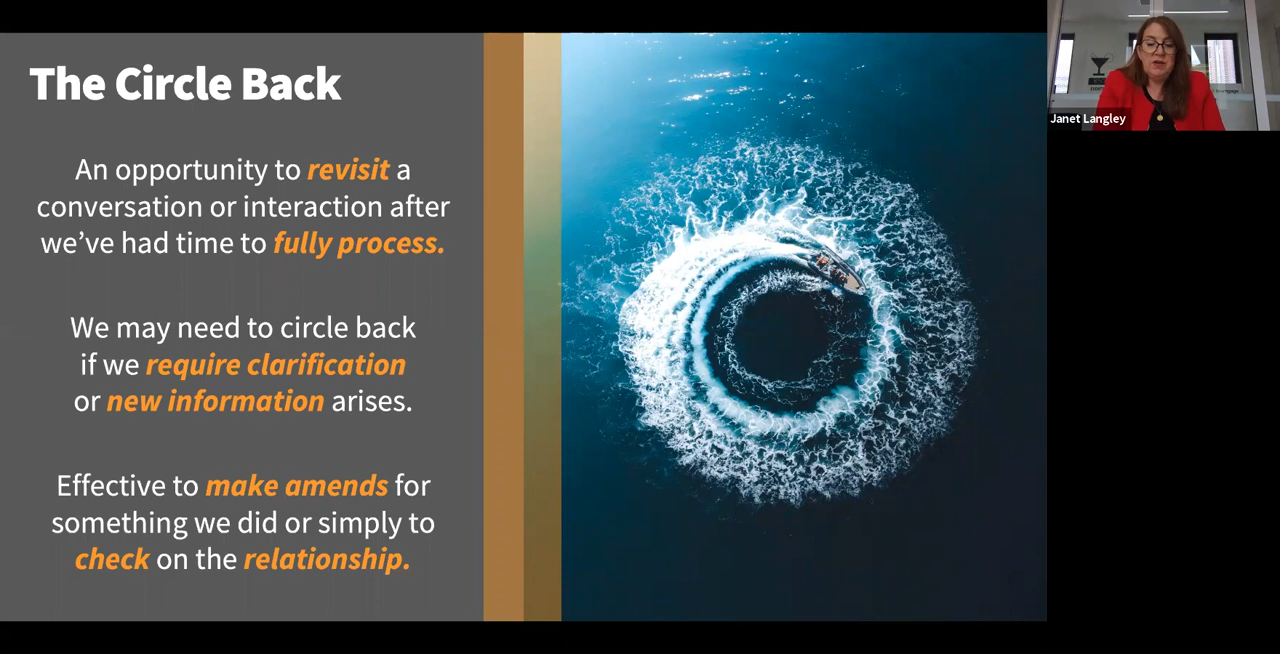 The Circle Back
An opportunity to revisit a
conversation or interaction after
we’ve had time to fully process.
We may need to circle back
if we require clarification
or new information arises.
Effective to make amends for
something we did or simply to
check on the relationship.
Janet Langley